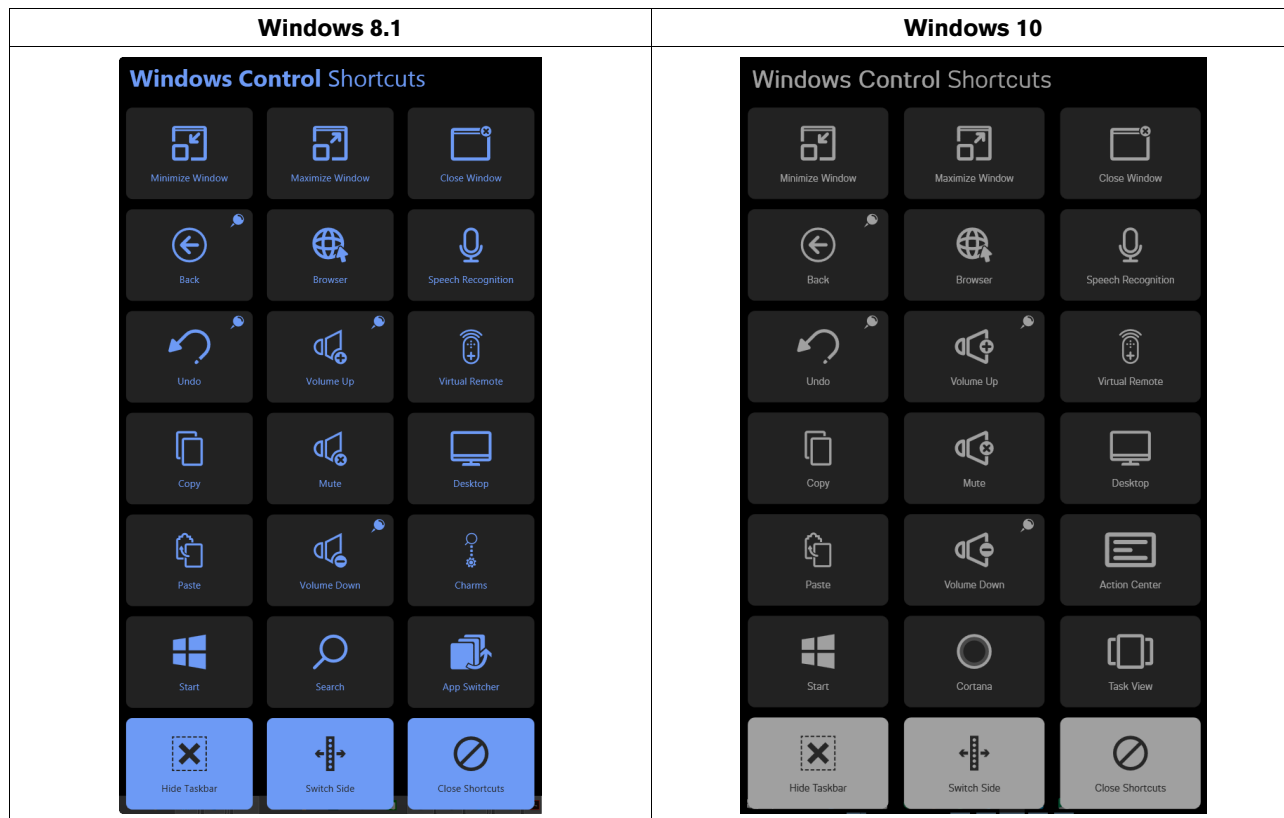 Windows 8.1
Windows 10
Windows Control Shortcuts
Minimize Window
Maximize Window
Close Window
Back
Browser
Speech Recognition
Undo
Volume Up
Virtual Remote
Copy
Mute
Desktop
Paste
Volume Down
Charms
Start
Search
App Switcher
Hide Taskbar
Switch Side
Close Shortcuts
Windows Control Shortcuts
Minimize Window
Maximize Window
Close Window
Back
Browser
Speech Recognition
Undo
Volume Up
Virtual Remote
Copy
Mute
Desktop
Paste
Volume Down
Action Center
Start
Cortana
Task View
Hide Taskbar
Switch Side
Close Shortcuts